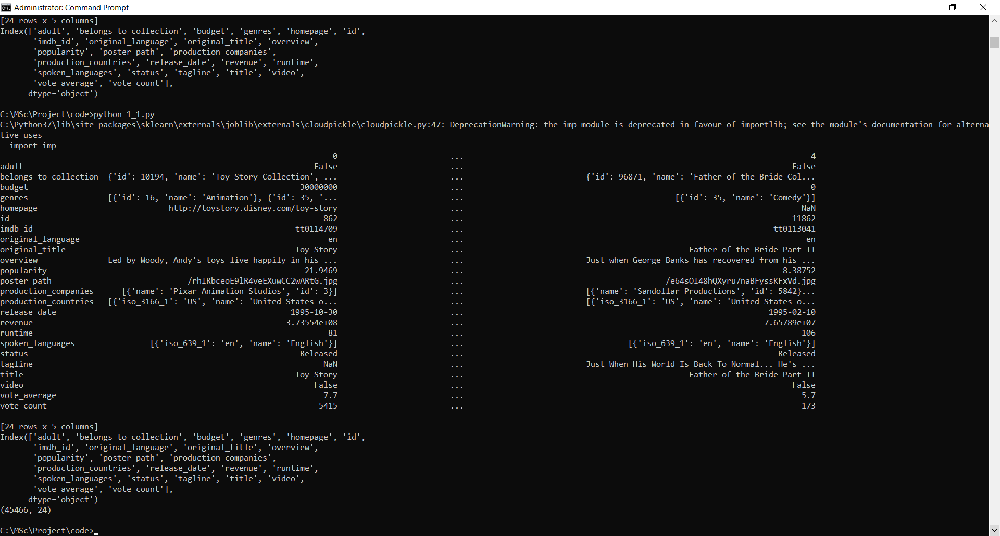 Administrator: Command Prompt
[24 rows x 5 columns]
Index(['adult', 'belongs_to_collection', 'budget', 'genres', 'homepage', 'id',
       'imdb_id', 'original_language', 'original_title', 'overview',
       'popularity', 'poster_path', 'production_companies',
       'production_countries', 'release_date', 'revenue', 'runtime',
       'spoken_languages', 'status', 'tagline', 'title', 'video',
       'vote_average', 'vote_count'],
      dtype='object')
C:\MSc\Project\code>python 1_1.py
C:\Python37\lib\site-packages\sklearn\externals\joblib\externals\cloudpickle\cloudpickle.py:47: DeprecationWarning: the imp module is deprecated in favour of importlib; see the module's documentation for alterna
tive uses
  import imp
0 ... 4
adult False ... False
belongs_to_collection {'id': 10194, 'name': 'Toy Story Collection', ... ... {'id': 96871, 'name': 'Father of the Bride Col...
budget 30000000 ... 0
genres [{'id': 16, 'name': 'Animation'}, {'id': 35, '... ... [{'id': 35, 'name': 'Comedy'}]
homepage http://toystory.disney.com/toy-story ... NaN
id 862 ... 11862
imdb_id tt0114709 ... tt0113041
original_language en ... en
original_title Toy Story ... Father of the Bride Part II
overview Led by Woody, Andy's toys live happily in his ... ... Just when George Banks has recovered from his ...
popularity 21.9469 ... 8.38752
poster_path /rhIRbceoE9lR4veEXuwCC2wARtG.jpg ... /e64sOI48hQXyru7naBFyssKFxVd.jpg
production_companies [{'name': 'Pixar Animation Studios', 'id': 3}] ... [{'name': 'Sandollar Productions', 'id': 5842}...
production_countries [{'iso_3166_1': 'US', 'name': 'United States o... ... [{'iso_3166_1': 'US', 'name': 'United States o...
release_date 1995-10-30 ... 1995-02-10
revenue 3.73554e+08 ... 7.65789e+07
runtime 81 ... 106
spoken_languages [{'iso_639_1': 'en', 'name': 'English'}] ... [{'iso_639_1': 'en', 'name': 'English'}]
status Released ... Released
tagline NaN ... Just When His World Is Back To Normal... He's ...
title Toy Story ... Father of the Bride Part II
video False ... False
vote_average 7.7 ... 5.7
vote_count 5415 ... 173
[24 rows x 5 columns]
Index(['adult', 'belongs_to_collection', 'budget', 'genres', 'homepage', 'id',
       'imdb_id', 'original_language', 'original_title', 'overview',
       'popularity', 'poster_path', 'production_companies',
       'production_countries', 'release_date', 'revenue', 'runtime',
       'spoken_languages', 'status', 'tagline', 'title', 'video',
       'vote_average', 'vote_count'],
      dtype='object')
(45466, 24)
C:\MSc\Project\code>